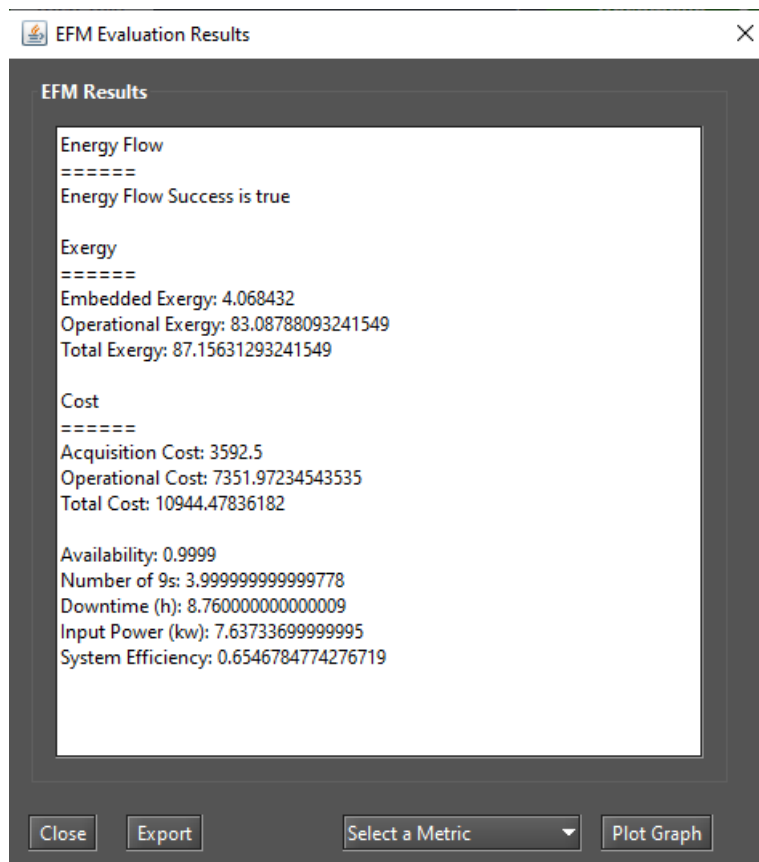 EFM Evaluation Results
EFM Results
Energy Flow
======
Energy Flow Success is true
Exergy
======
Embedded Exergy: 4.068432
Operational Exergy: 83.08788093241549
Total Exergy: 87.15631293241549
Cost
======
Acquisition Cost: 3592.5
Operational Cost: 7351.97234543535
Total Cost: 10944.47836182
Availability: 0.9999
Number of 9s: 3.999999999999778
Downtime (h): 8.760000000000009
Input Power (kw): 7.63733699999995
System Efficiency: 0.6546784774276719
Close
Export
Select a Metric
Plot Graph